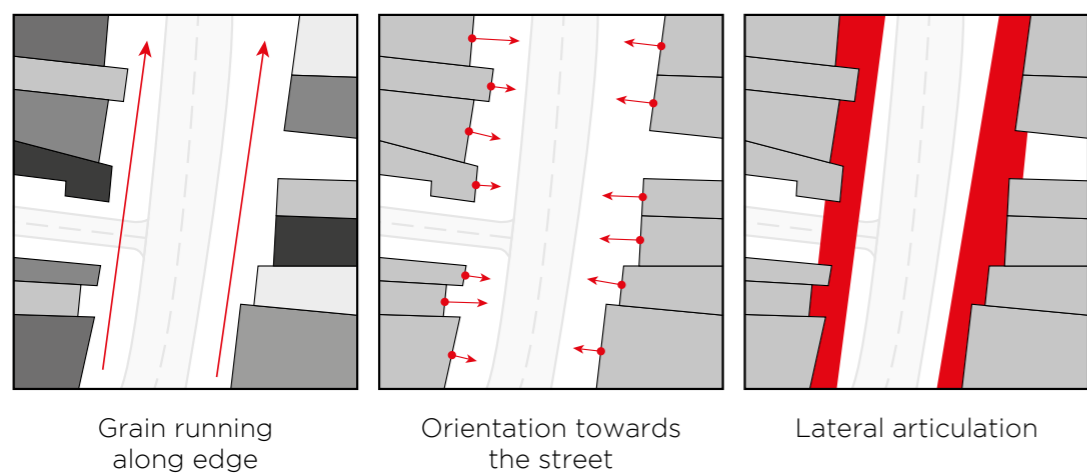 Grain running
along edge
Orientation towards
the street
Lateral articulation